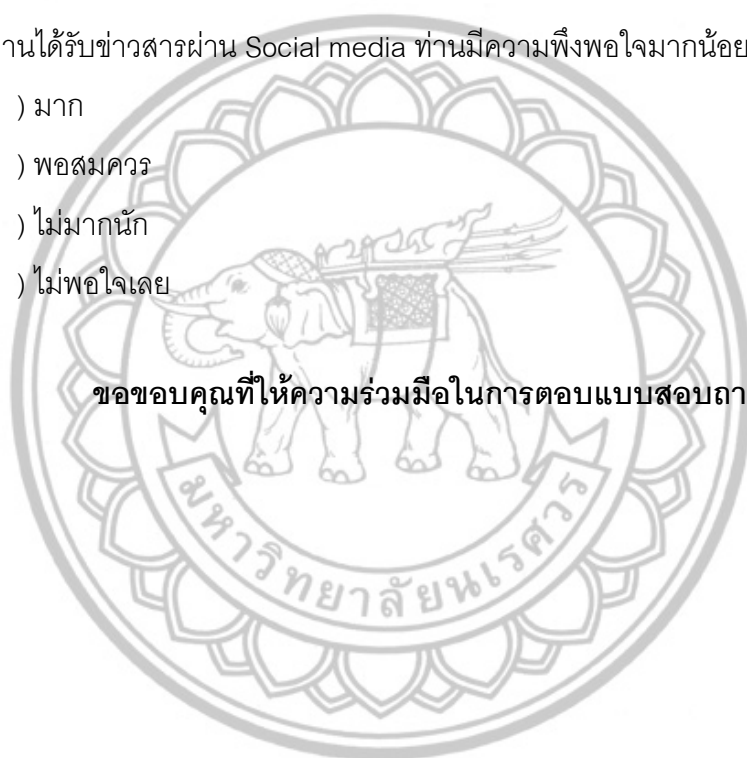 านได้รับข่าวสารผ่าน Social media ท่านมีความพึงพอใจมากน้อย
) มาก
) พอสมควร
) ไม่มากนัก
) ไม่พอใจเลย
ขอขอบคุณที่ให้ความร่วมมือในการตอบแบบสอบถา
มหาวิทยาลัยนเรศวร